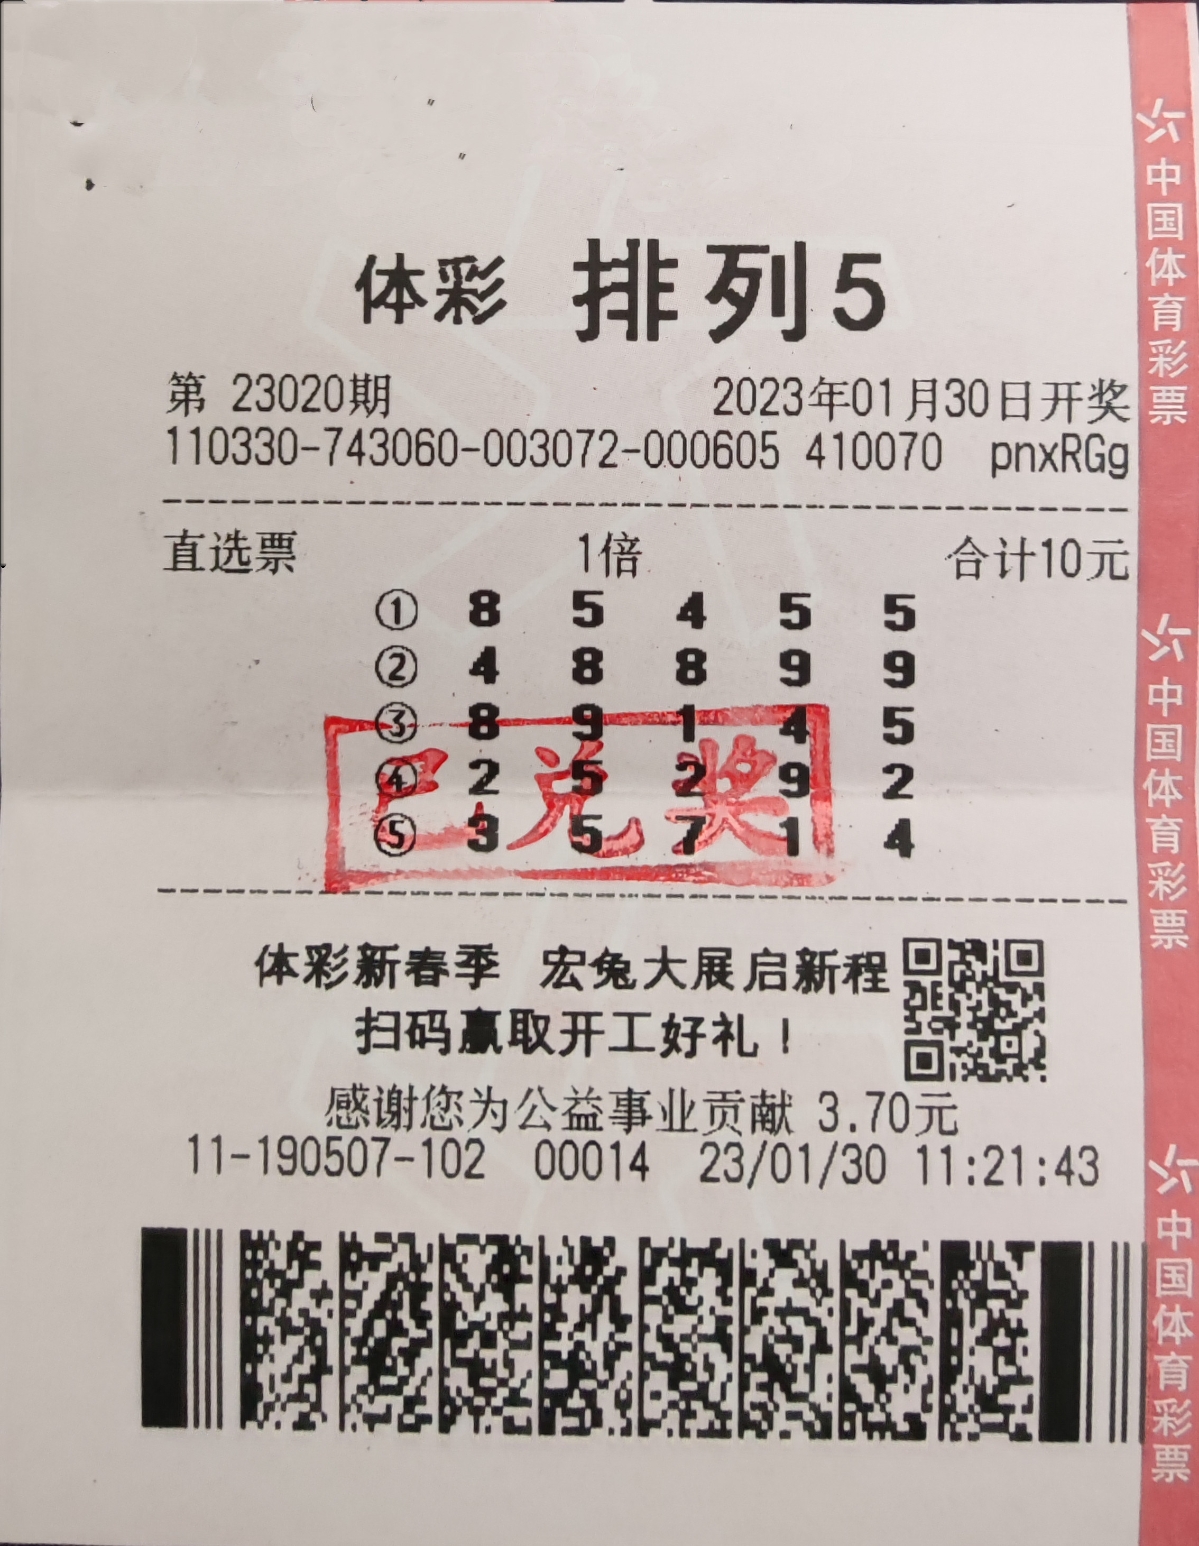 体彩 排列5
第 23020期 2023年01月30日开奖
110330-743060-003072-000605 410070 pnxRGg
直选票 1倍 合计10元
① 8 5 4 5 5
② 4 8 8 9 9
③ 8 9 1 4 5
④ 2 5 2 9 2
⑤ 3 5 7 1 4
已兑奖
体彩新春季 宏兔大展启新程
扫码赢取开工好礼！
感谢您为公益事业贡献 3.70元
11-190507-102 00014 23/01/30 11:21:43
中国体育彩票
中国体育彩票
中国体育彩票